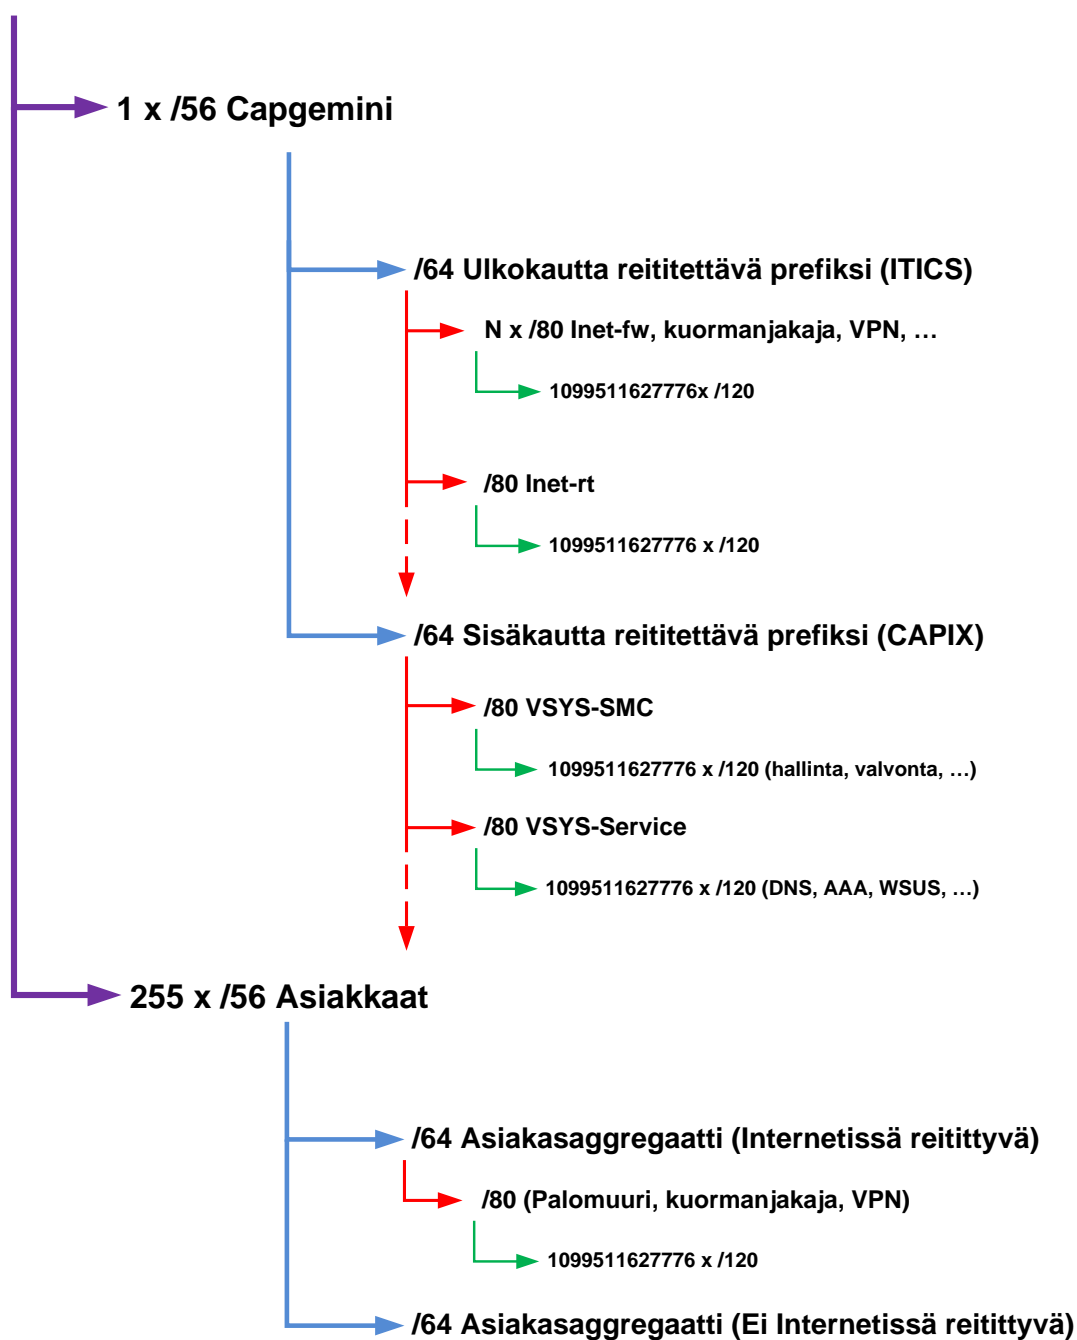 1 x /56 Capgemini
/64 Ulkokautta reititettävä prefiksi (ITICS)
N x /80 Inet-fw, kuormanjakaja, VPN, …
1099511627776x /120
/80 Inet-rt
1099511627776 x /120
/64 Sisäkautta reititettävä prefiksi (CAPIX)
/80 VSYS-SMC
1099511627776 x /120 (hallinta, valvonta, …)
/80 VSYS-Service
1099511627776 x /120 (DNS, AAA, WSUS, …)
255 x /56 Asiakkaat
/64 Asiakasaggregaatti (Internetissä reitittyvä)
/80 (Palomuuri, kuormanjakaja, VPN)
1099511627776 x /120
/64 Asiakasaggregaatti (Ei Internetissä reitittyvä)